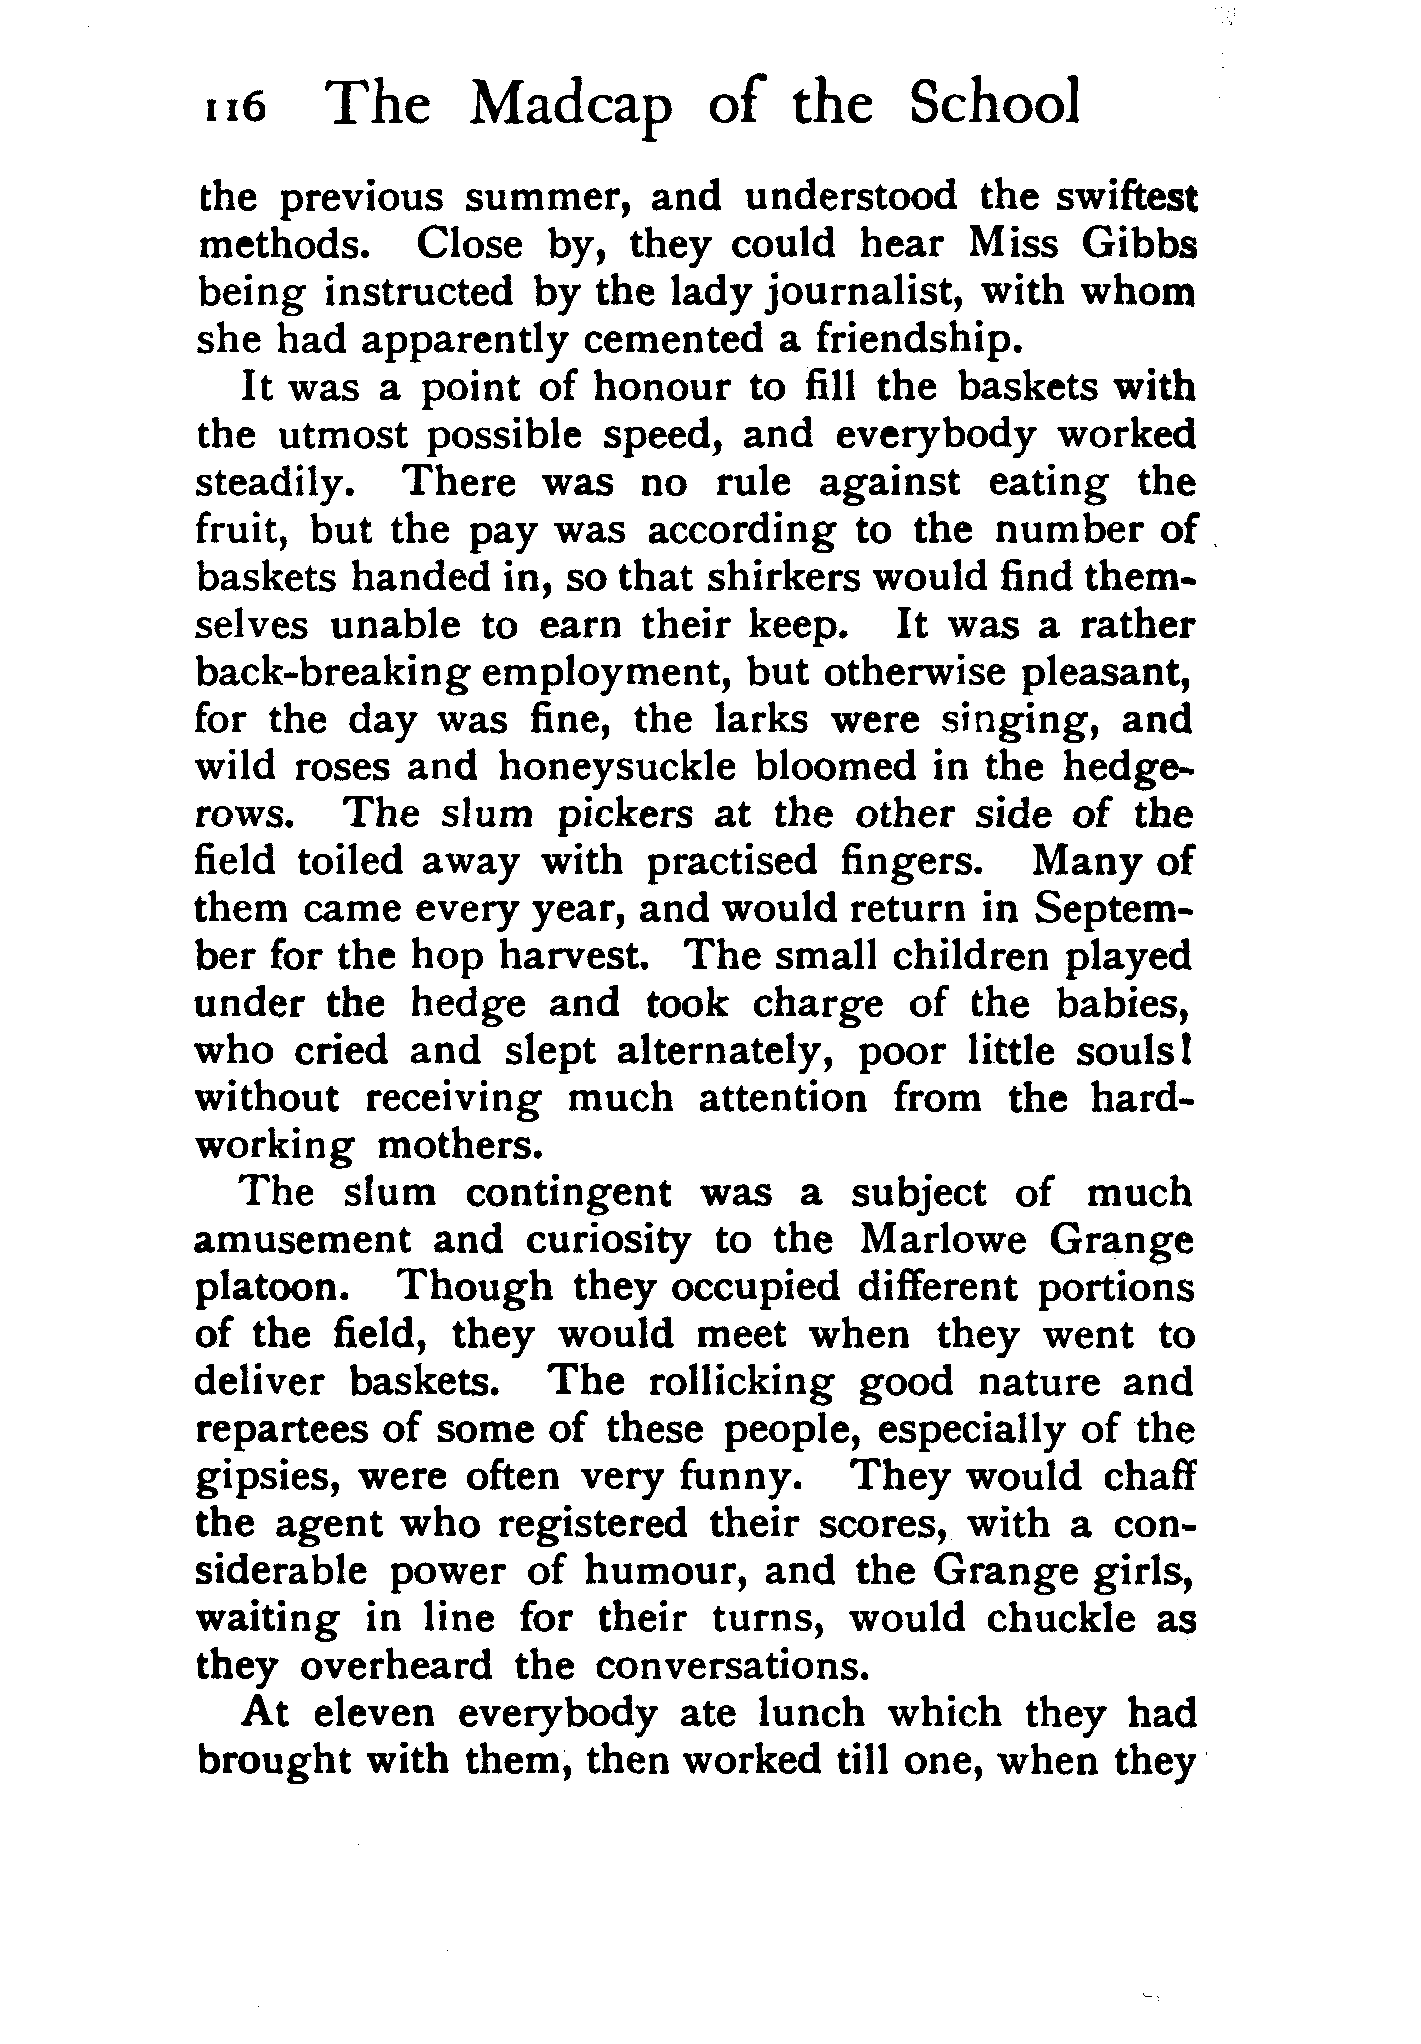 116 The Madcap of the School
the previous summer, and understood the swiftest
methods. Close by, they could hear Miss Gibbs
being instructed by the lady journalist, with whom
she had apparently cemented a friendship.
It was a point of honour to fill the baskets with
the utmost possible speed, and everybody worked
steadily. There was no rule against eating the
fruit, but the pay was according to the number of
baskets handed in, so that shirkers would find them-
selves unable to earn their keep. It was a rather
back-breaking employment, but otherwise pleasant,
for the day was fine, the larks were singing, and
wild roses and honeysuckle bloomed in the hedge-
rows. The slum pickers at the other side of the
field toiled away with practised fingers. Many of
them came every year, and would return in Septem-
ber for the hop harvest. The small children played
under the hedge and took charge of the babies,
who cried and slept alternately, poor little souls!
without receiving much attention from the hard-
working mothers.
The slum contingent was a subject of much
amusement and curiosity to the Marlowe Grange
platoon. Though they occupied different portions
of the field, they would meet when they went to
deliver baskets. The rollicking good nature and
repartees of some of these people, especially of the
gipsies, were often very funny. They would chaff
the agent who registered their scores, with a con-
siderable power of humour, and the Grange girls,
waiting in line for their turns, would chuckle as
they overheard the conversations.
At eleven everybody ate lunch which they had
brought with them, then worked till one, when they